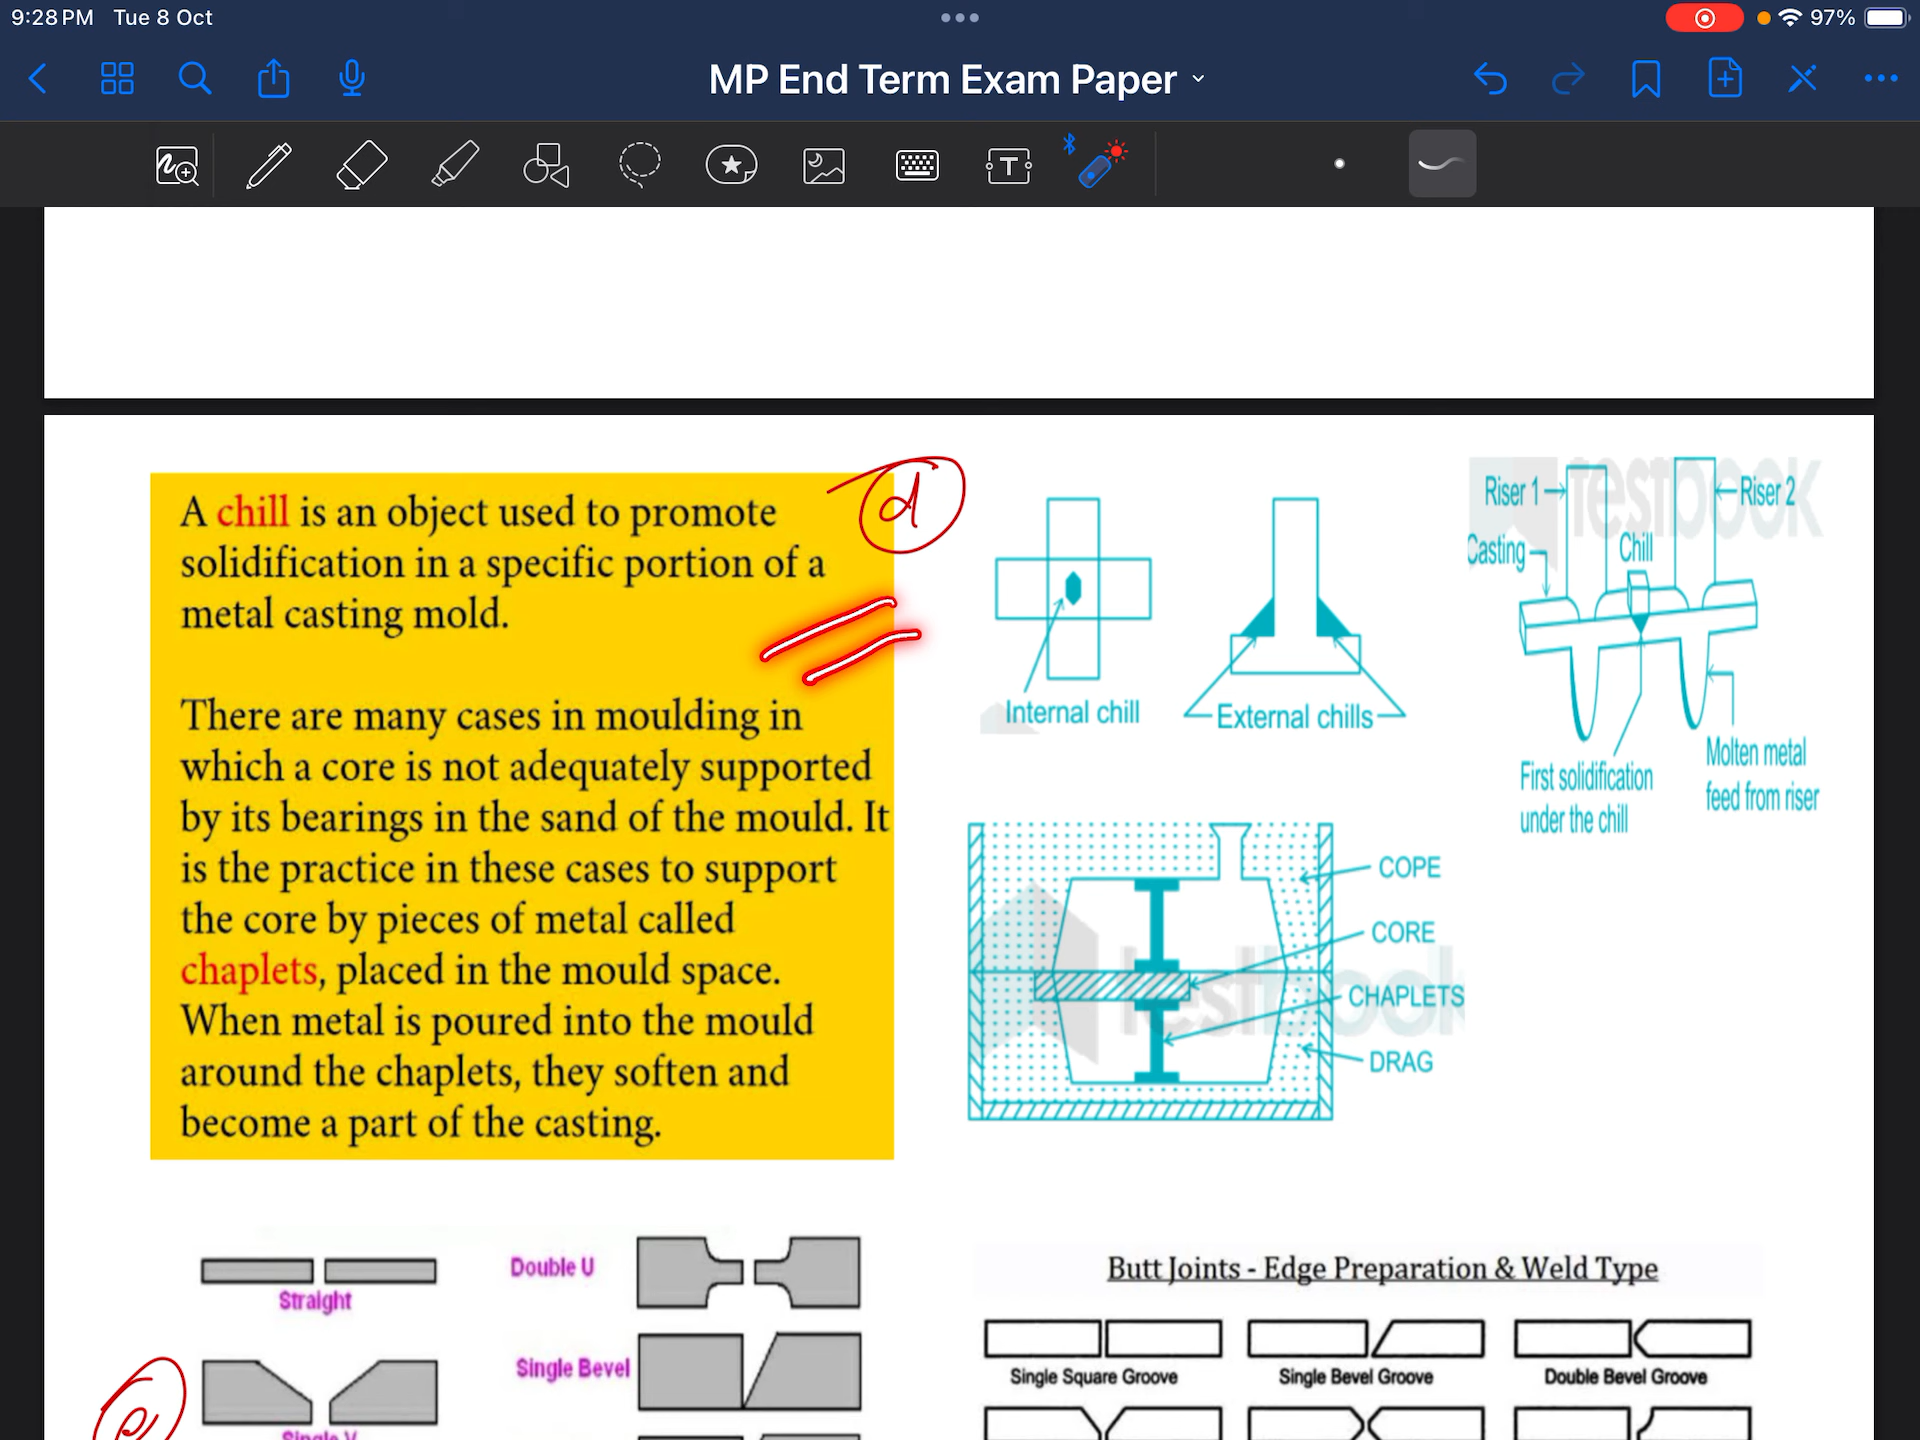 9:28 PM Tue 8 Oct
97%
MP End Term Exam Paper
T
A chill is an object used to promote
solidification in a specific portion of a
metal casting mold.
d
There are many cases in moulding in
which a core is not adequately supported
by its bearings in the sand of the mould. It
is the practice in these cases to support
the core by pieces of metal called
chaplets, placed in the mould space.
When metal is poured into the mould
around the chaplets, they soften and
become a part of the casting.
Internal chill
External chills
testbook
Riser 1
Riser 2
Casting
Chill
First solidification
under the chill
Molten metal
feed from riser
testbook
COPE
CORE
CHAPLETS
DRAG
Straight
Double U
Single Bevel
Single V
e
Butt Joints - Edge Preparation & Weld Type
Single Square Groove
Single Bevel Groove
Double Bevel Groove